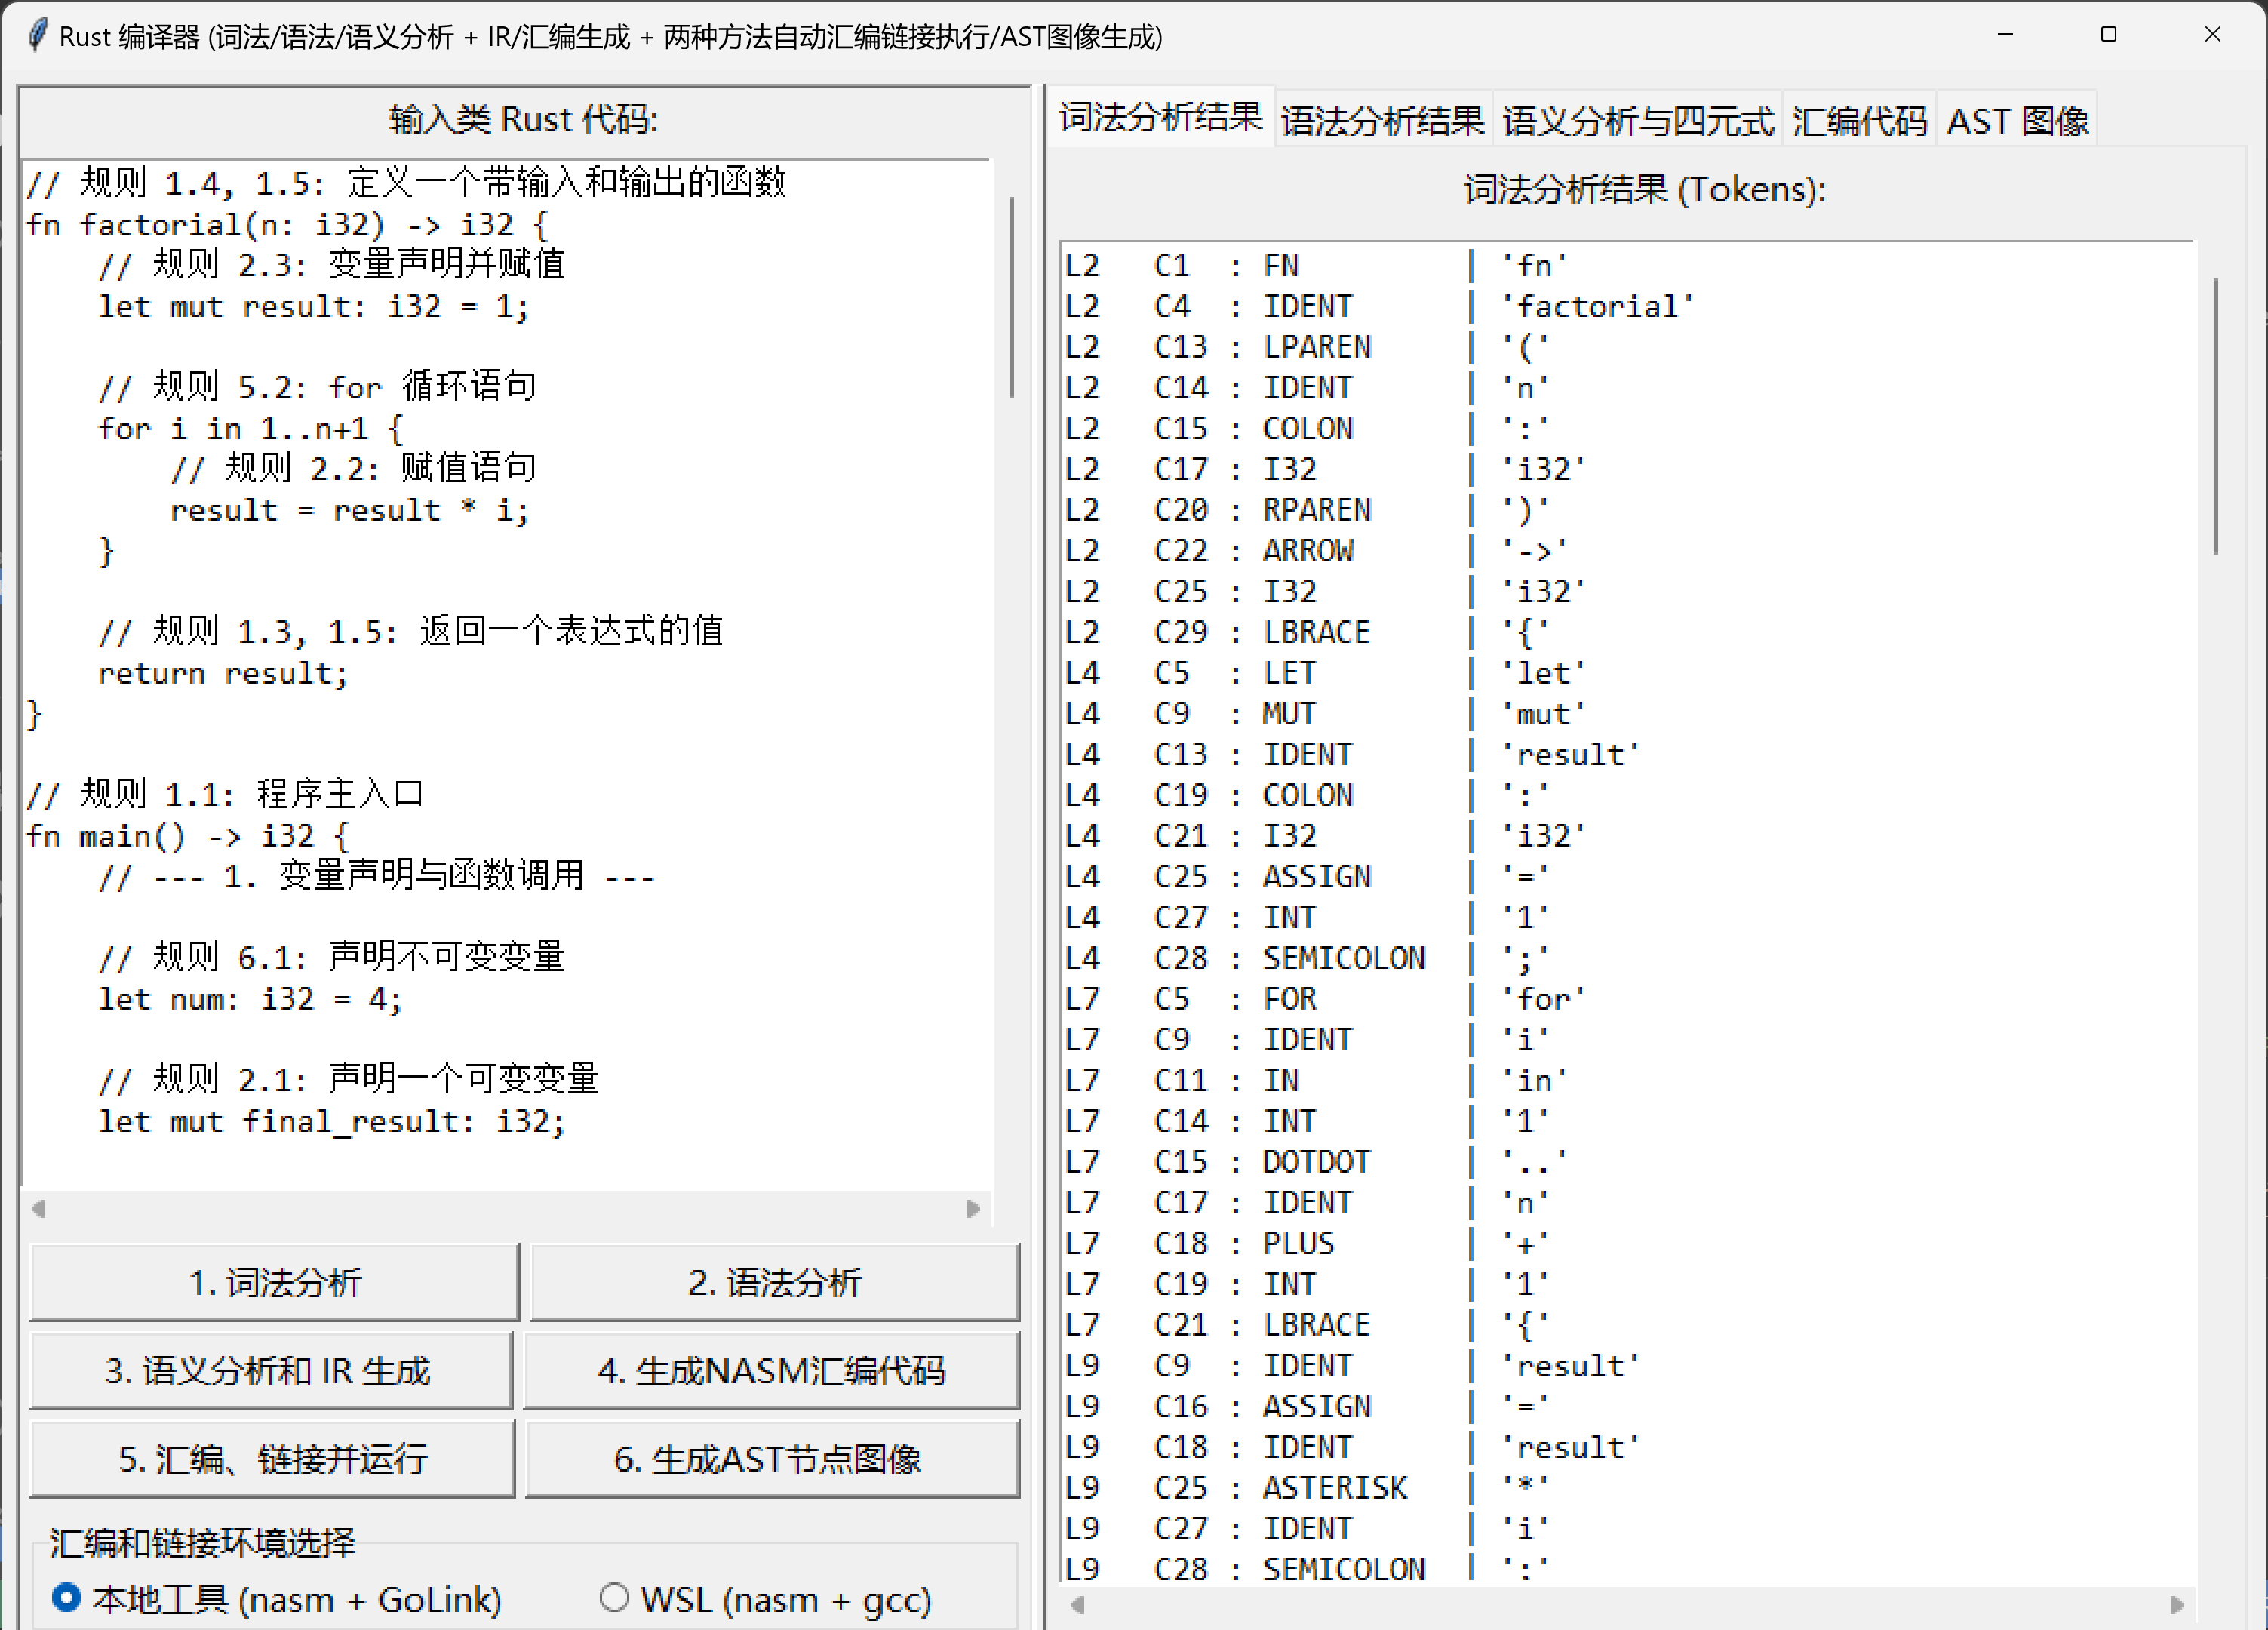 Rust 编译器 (词法/语法/语义分析 + IR/汇编生成 + 两种方法自动汇编链接执行/AST图像生成)
输入类 Rust 代码:
// 规则 1.4, 1.5: 定义一个带输入和输出的函数
fn factorial(n: i32) -> i32 {
    // 规则 2.3: 变量声明并赋值
    let mut result: i32 = 1;
    // 规则 5.2: for 循环语句
    for i in 1..n+1 {
        // 规则 2.2: 赋值语句
        result = result * i;
    }
    // 规则 1.3, 1.5: 返回一个表达式的值
    return result;
}
// 规则 1.1: 程序主入口
fn main() -> i32 {
    // --- 1. 变量声明与函数调用 ---
    // 规则 6.1: 声明不可变变量
    let num: i32 = 4;
    // 规则 2.1: 声明一个可变变量
    let mut final_result: i32;
1. 词法分析
2. 语法分析
3. 语义分析和 IR 生成
4. 生成NASM汇编代码
5. 汇编、链接并运行
6. 生成AST节点图像
汇编和链接环境选择
本地工具 (nasm + GoLink)
WSL (nasm + gcc)
词法分析结果 语法分析结果 语义分析与四元式 汇编代码 AST 图像
词法分析结果 (Tokens):
L2   C1  : FN         | 'fn'
L2   C4  : IDENT      | 'factorial'
L2   C13 : LPAREN     | '('
L2   C14 : IDENT      | 'n'
L2   C15 : COLON      | ':'
L2   C17 : I32        | 'i32'
L2   C20 : RPAREN     | ')'
L2   C22 : ARROW      | '->'
L2   C25 : I32        | 'i32'
L2   C29 : LBRACE     | '{'
L4   C5  : LET        | 'let'
L4   C9  : MUT        | 'mut'
L4   C13 : IDENT      | 'result'
L4   C19 : COLON      | ':'
L4   C21 : I32        | 'i32'
L4   C25 : ASSIGN     | '='
L4   C27 : INT        | '1'
L4   C28 : SEMICOLON  | ';'
L7   C5  : FOR        | 'for'
L7   C9  : IDENT      | 'i'
L7   C11 : IN         | 'in'
L7   C14 : INT        | '1'
L7   C15 : DOTDOT     | '..'
L7   C17 : IDENT      | 'n'
L7   C18 : PLUS       | '+'
L7   C19 : INT        | '1'
L7   C21 : LBRACE     | '{'
L9   C9  : IDENT      | 'result'
L9   C16 : ASSIGN     | '='
L9   C18 : IDENT      | 'result'
L9   C25 : ASTERISK   | '*'
L9   C27 : IDENT      | 'i'
L9   C28 : SEMICOLON  | ';'